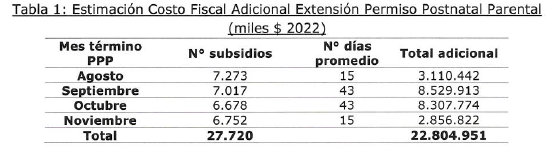 Tabla 1: Estimación Costo Fiscal Adicional Extensión Permiso Postnatal Parental
(miles $ 2022)
Mes término PPP N° subsidios N° días promedio Total adicional
Agosto 7.273 15 3.110.442
Septiembre 7.017 43 8.529.913
Octubre 6.678 43 8.307.774
Noviembre 6.752 15 2.856.822
Total 27.720 22.804.951